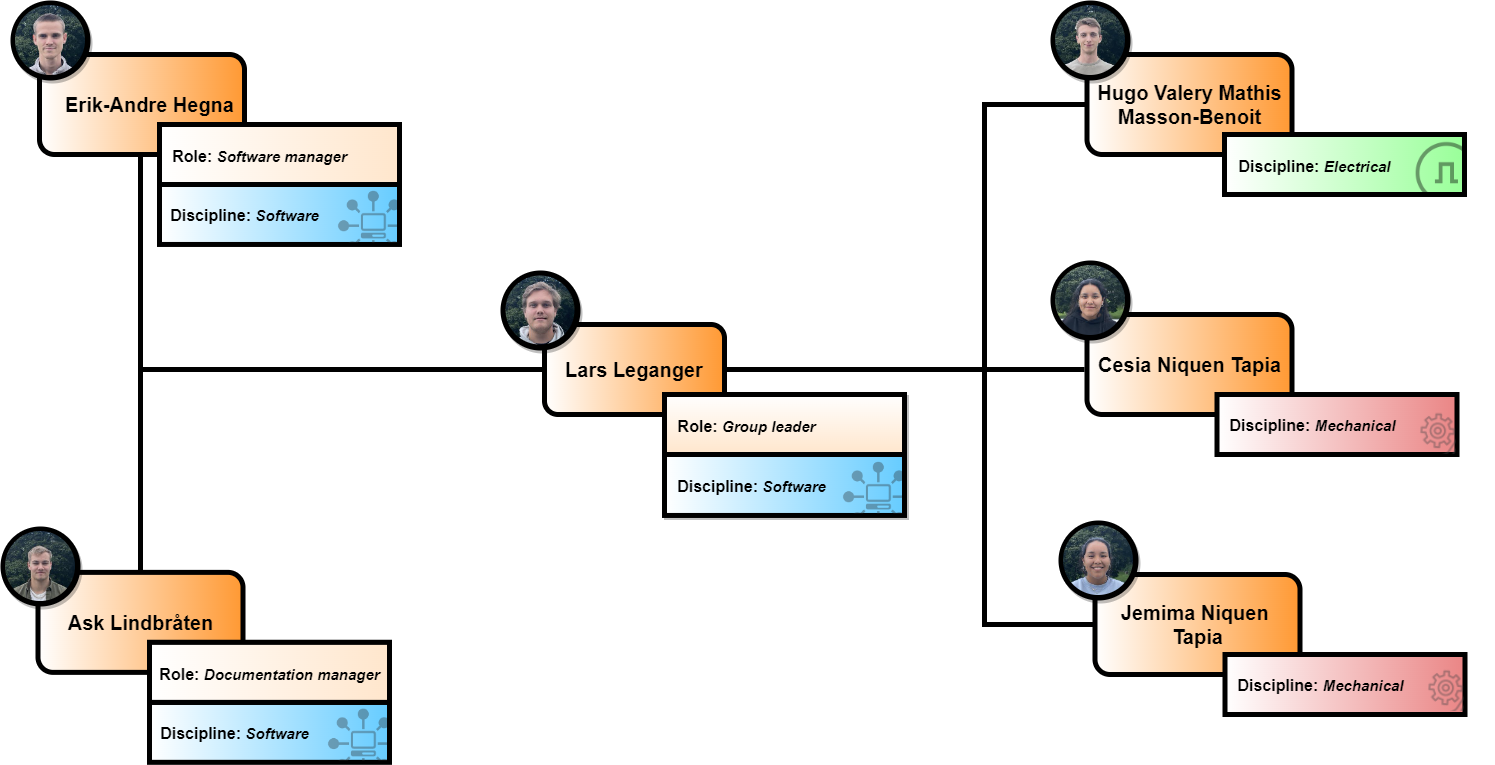 Erik-Andre Hegna
Role: Software manager
Discipline: Software
Ask Lindbråten
Role: Documentation manager
Discipline: Software
Lars Leganger
Role: Group leader
Discipline: Software
Hugo Valery Mathis
Masson-Benoit
Discipline: Electrical
Cesia Niquen Tapia
Discipline: Mechanical
Jemima Niquen
Tapia
Discipline: Mechanical